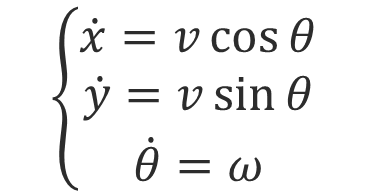 ẋ = v cos θ
ẏ = v sin θ
θ̇ = ω